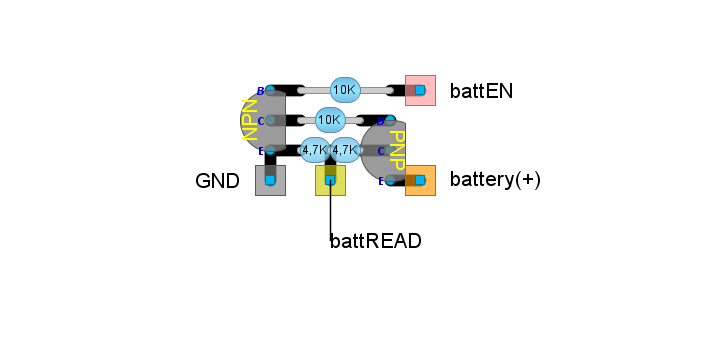 B 10K battEN
NPN
C 10K B
E 4,7K 4,7K C PNP
GND E battery(+)
battREAD